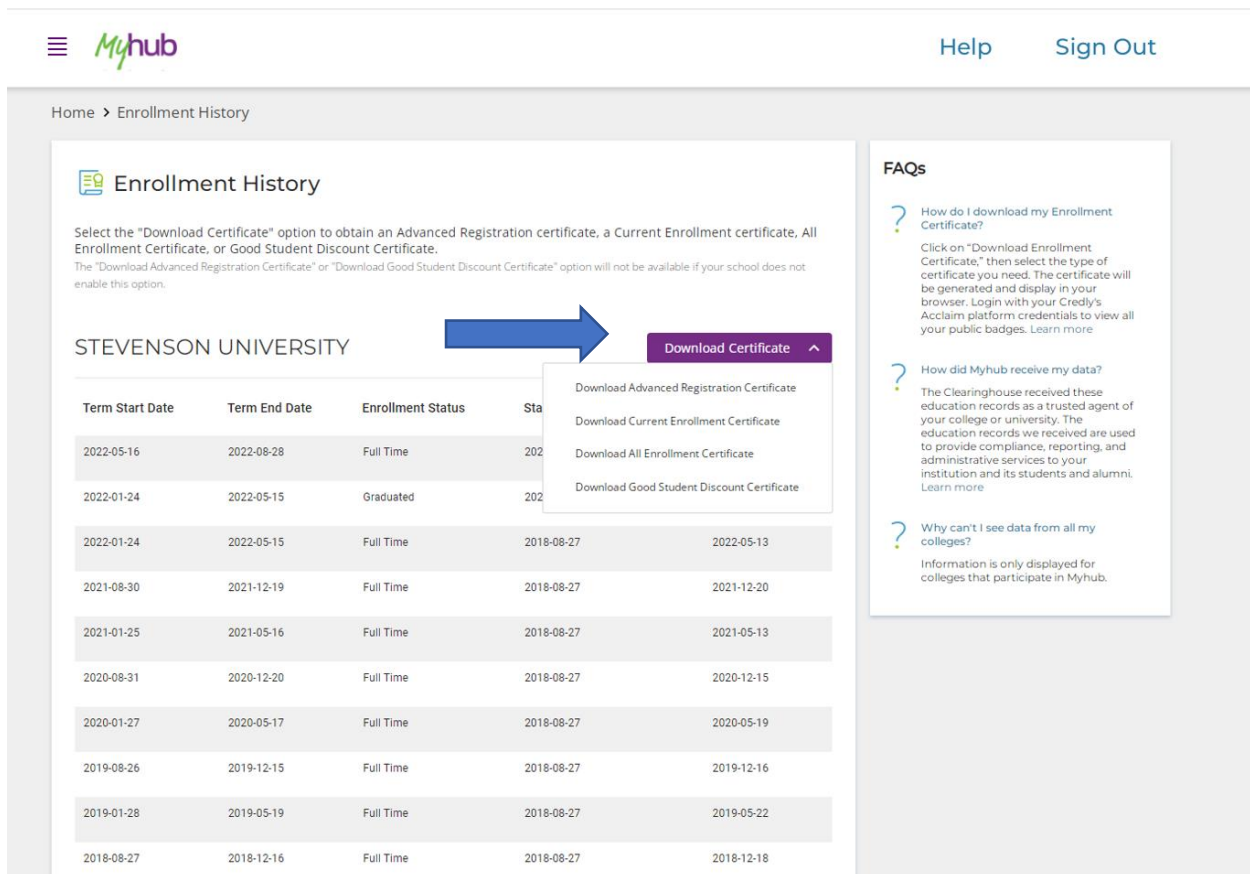 Myhub
Help Sign Out
Home > Enrollment History
Enrollment History
Select the "Download Certificate" option to obtain an Advanced Registration certificate, a Current Enrollment certificate, All
Enrollment Certificate, or Good Student Discount Certificate.
The "Download Advanced Registration Certificate" or "Download Good Student Discount Certificate" option will not be available if your school does not
enable this option.
STEVENSON UNIVERSITY
Download Certificate
Download Advanced Registration Certificate
Download Current Enrollment Certificate
Download All Enrollment Certificate
Download Good Student Discount Certificate
Term Start Date Term End Date Enrollment Status Sta
2022-05-16 2022-08-28 Full Time 202
2022-01-24 2022-05-15 Graduated 202
2022-01-24 2022-05-15 Full Time 2018-08-27 2022-05-13
2021-08-30 2021-12-19 Full Time 2018-08-27 2021-12-20
2021-01-25 2021-05-16 Full Time 2018-08-27 2021-05-13
2020-08-31 2020-12-20 Full Time 2018-08-27 2020-12-15
2020-01-27 2020-05-17 Full Time 2018-08-27 2020-05-19
2019-08-26 2019-12-15 Full Time 2018-08-27 2019-12-16
2019-01-28 2019-05-19 Full Time 2018-08-27 2019-05-22
2018-08-27 2018-12-16 Full Time 2018-08-27 2018-12-18
FAQs
? How do I download my Enrollment
Certificate?
Click on “Download Enrollment
Certificate,” then select the type of
certificate you need. The certificate will
be generated and display in your
browser. Login with your Credly's
Acclaim platform credentials to view all
your public badges. Learn more
? How did Myhub receive my data?
The Clearinghouse received these
education records as a trusted agent of
your college or university. The
education records we received are used
to provide compliance, reporting, and
administrative services to your
institution and its students and alumni.
Learn more
? Why can't I see data from all my
colleges?
Information is only displayed for
colleges that participate in Myhub.